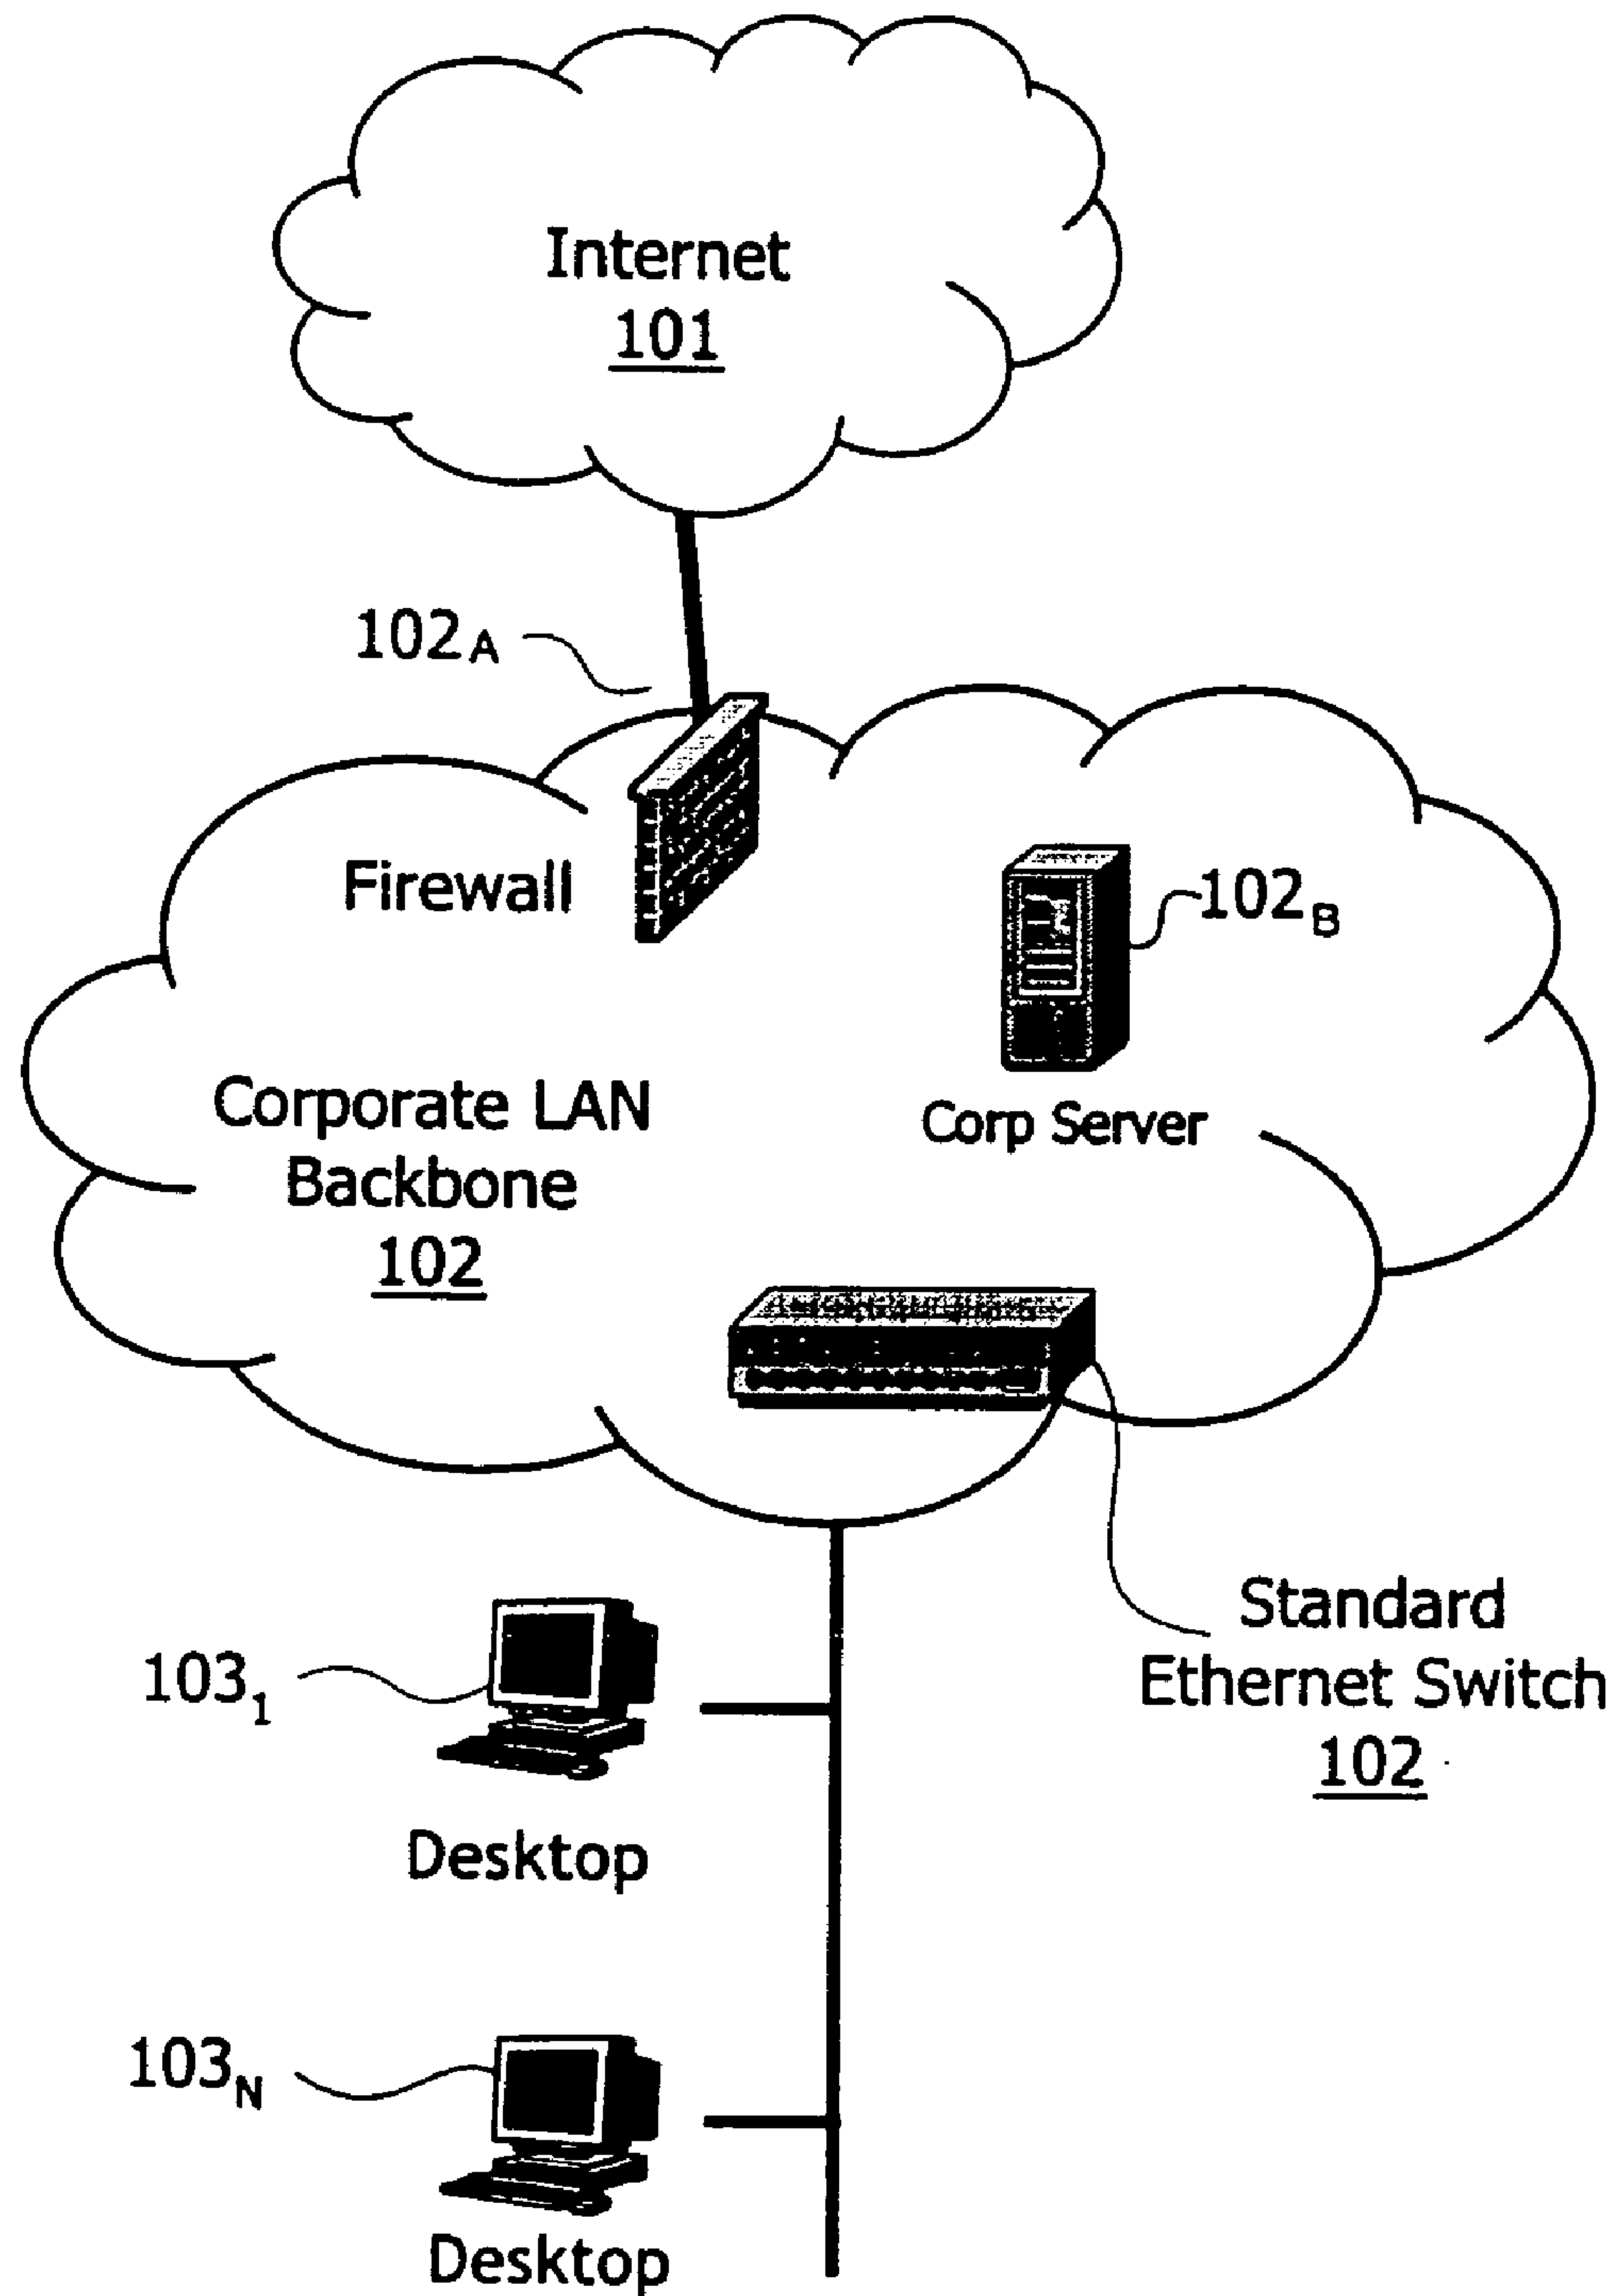 Internet
101
102A
Firewall
102B
Corporate LAN
Backbone
102
Corp Server
Standard
Ethernet Switch
102
1031
Desktop
103N
Desktop